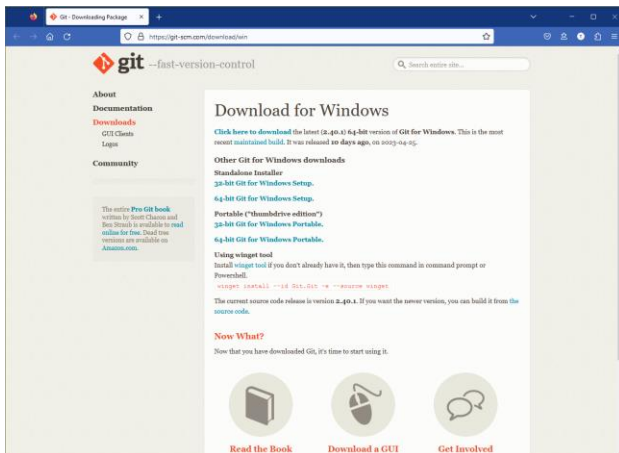 Git - Downloading Package
https://git-scm.com/download/win
git --fast-version-control
Search entire site...
About
Documentation
Downloads
GUI Clients
Logos
Community
The entire Pro Git book
written by Scott Chacon and
Ben Straub is available to read
online for free. Dead tree
versions are available on
Amazon.com.
Download for Windows
Click here to download the latest (2.40.1) 64-bit version of Git for Windows. This is the most
recent maintained build. It was released 10 days ago, on 2023-04-25.
Other Git for Windows downloads
Standalone Installer
32-bit Git for Windows Setup.
64-bit Git for Windows Setup.
Portable ("thumbdrive edition")
32-bit Git for Windows Portable.
64-bit Git for Windows Portable.
Using winget tool
Install winget tool if you don't already have it, then type this command in command prompt or
Powershell.
winget install --id Git.Git -e --source winget
The current source code release is version 2.40.1. If you want the newer version, you can build it from the
source code.
Now What?
Now that you have downloaded Git, it's time to start using it.
Read the Book
Download a GUI
Get Involved